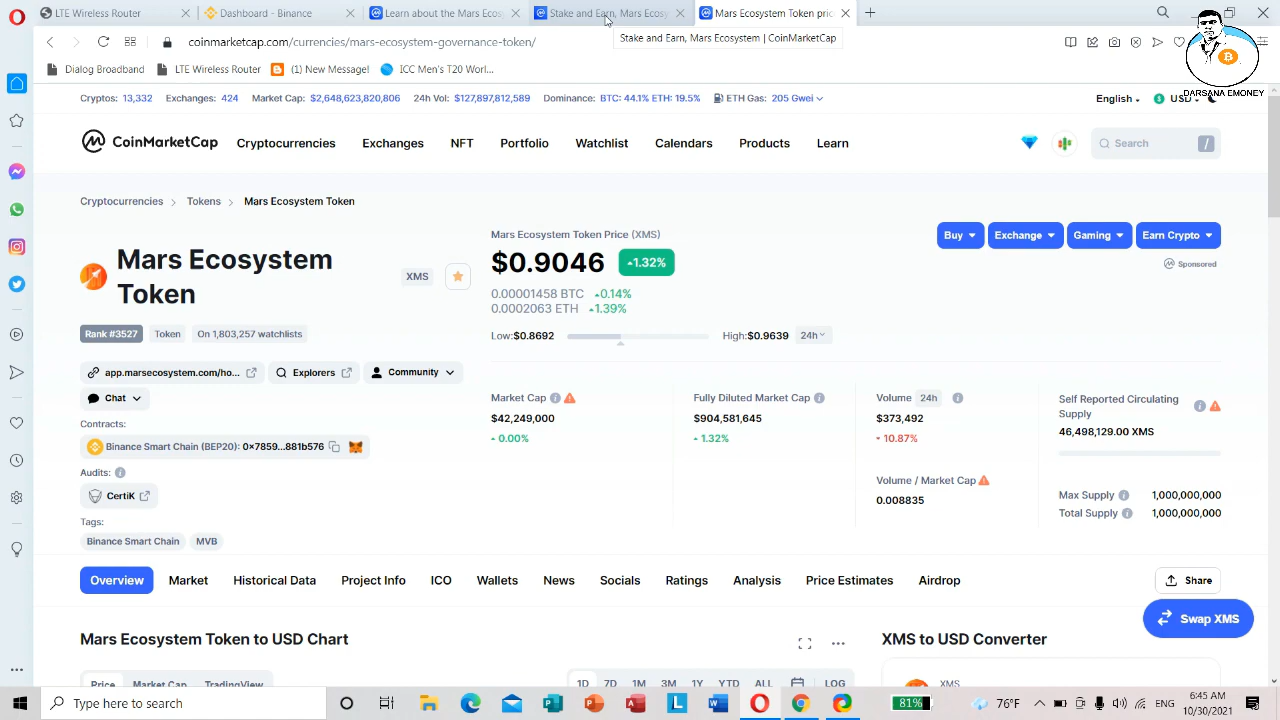 LTE Wireless Router
Dashboard - Binance
Learn about the Mars Ecos
Stake and Earn, Mars Ecosy
Mars Ecosystem Token pric
coinmarketcap.com/currencies/mars-ecosystem-governance-token/
Stake and Earn, Mars Ecosystem | CoinMarketCap
Dialog Broadband
LTE Wireless Router
(1) New Message!
ICC Men's T20 Worl...
DARSANA EMONEY
Cryptos: 13,332 Exchanges: 424 Market Cap: $2,648,623,820,806 24h Vol: $127,897,812,589 Dominance: BTC: 44.1% ETH: 19.5% ETH Gas: 205 Gwei
English
USD
CoinMarketCap
Cryptocurrencies Exchanges NFT Portfolio Watchlist Calendars Products Learn
Search /
Cryptocurrencies > Tokens > Mars Ecosystem Token
Mars Ecosystem
Token
XMS
Rank #3527 Token On 1,803,257 watchlists
app.marsecosystem.com/ho... Explorers Community
Chat
Contracts:
Binance Smart Chain (BEP20): 0x7859...881b576
Audits:
CertiK
Tags:
Binance Smart Chain MVB
Mars Ecosystem Token Price (XMS)
$0.9046 1.32%
0.00001458 BTC 0.14%
0.0002063 ETH 1.39%
Low:$0.8692 High:$0.9639 24h
Buy Exchange Gaming Earn Crypto
Sponsored
Market Cap
$42,249,000
0.00%
Fully Diluted Market Cap
$904,581,645
1.32%
Volume 24h
$373,492
10.87%
Volume / Market Cap
0.008835
Self Reported Circulating
Supply
46,498,129.00 XMS
Max Supply 1,000,000,000
Total Supply 1,000,000,000
Overview Market Historical Data Project Info ICO Wallets News Socials Ratings Analysis Price Estimates Airdrop
Share
Swap XMS
Mars Ecosystem Token to USD Chart
XMS to USD Converter
Price Market Cap TradingView
1D 7D 1M 3M 1Y YTD ALL LOG
XMS
Type here to search
81%
76°F
ENG
6:45 AM
10/30/2021